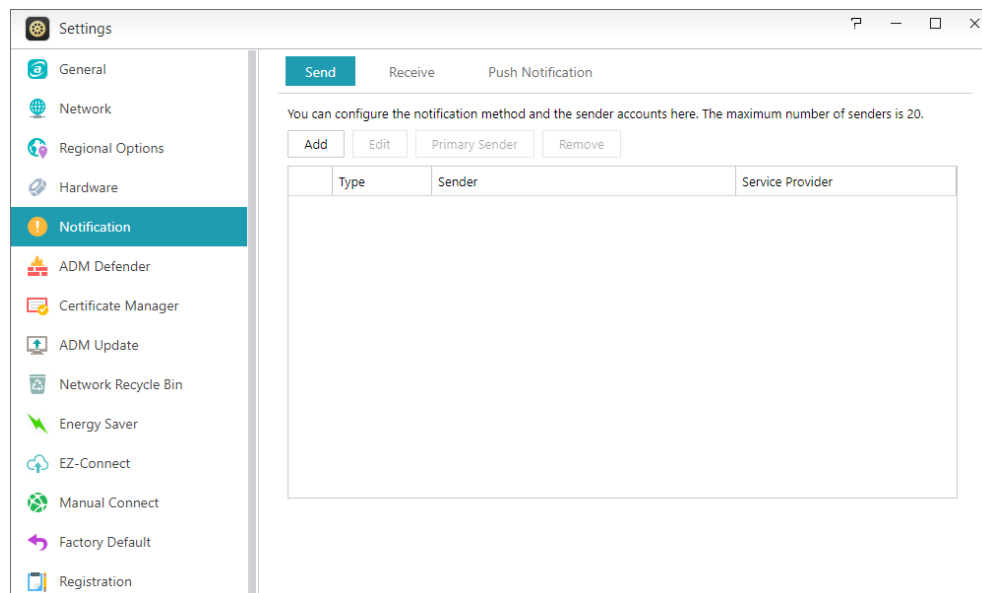 Settings
General
Network
Regional Options
Hardware
Notification
ADM Defender
Certificate Manager
ADM Update
Network Recycle Bin
Energy Saver
EZ-Connect
Manual Connect
Factory Default
Registration
Send Receive Push Notification
You can configure the notification method and the sender accounts here. The maximum number of senders is 20.
Add Edit Primary Sender Remove
Type Sender Service Provider